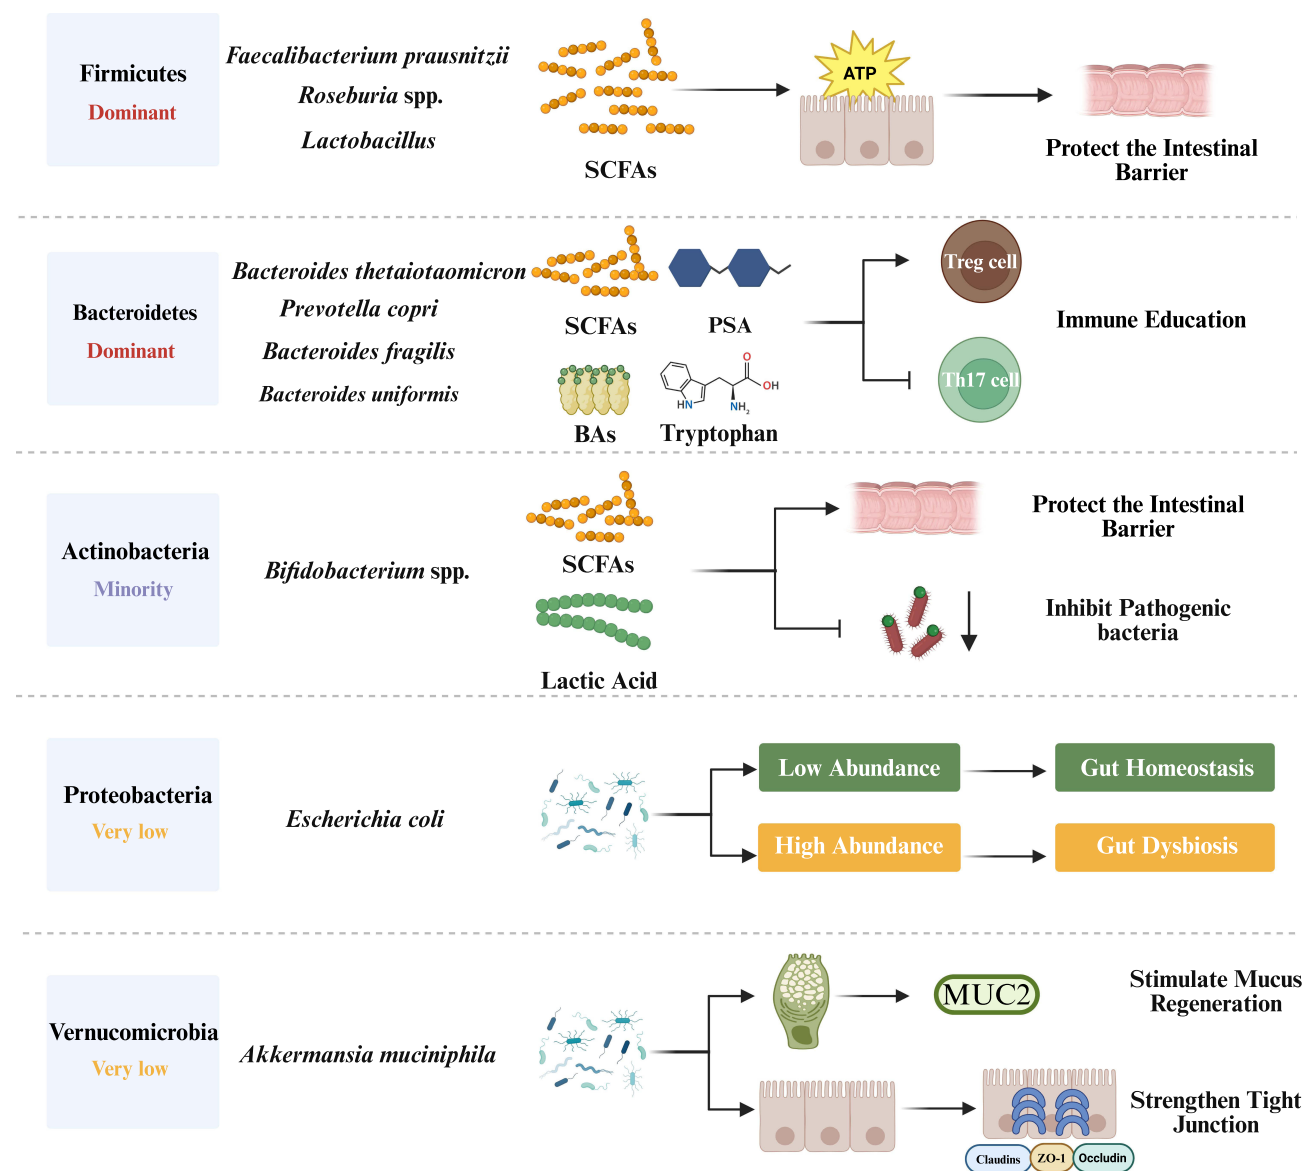 Firmicutes
Dominant
Faecalibacterium prausnitzii
Roseburia spp.
Lactobacillus
SCFAs
ATP
Protect the Intestinal
Barrier
Bacteroidetes
Dominant
Bacteroides thetaiotaomicron
Prevotella copri
Bacteroides fragilis
Bacteroides uniformis
SCFAs
PSA
BAs
O
OH
HN
NH2
Tryptophan
Treg cell
Th17 cell
Immune Education
Actinobacteria
Minority
Bifidobacterium spp.
SCFAs
Lactic Acid
Protect the Intestinal
Barrier
Inhibit Pathogenic
bacteria
Proteobacteria
Very low
Escherichia coli
Low Abundance
Gut Homeostasis
High Abundance
Gut Dysbiosis
Vernucomicrobia
Very low
Akkermansia muciniphila
MUC2
Stimulate Mucus
Regeneration
Strengthen Tight
Junction
Claudins
ZO-1
Occludin